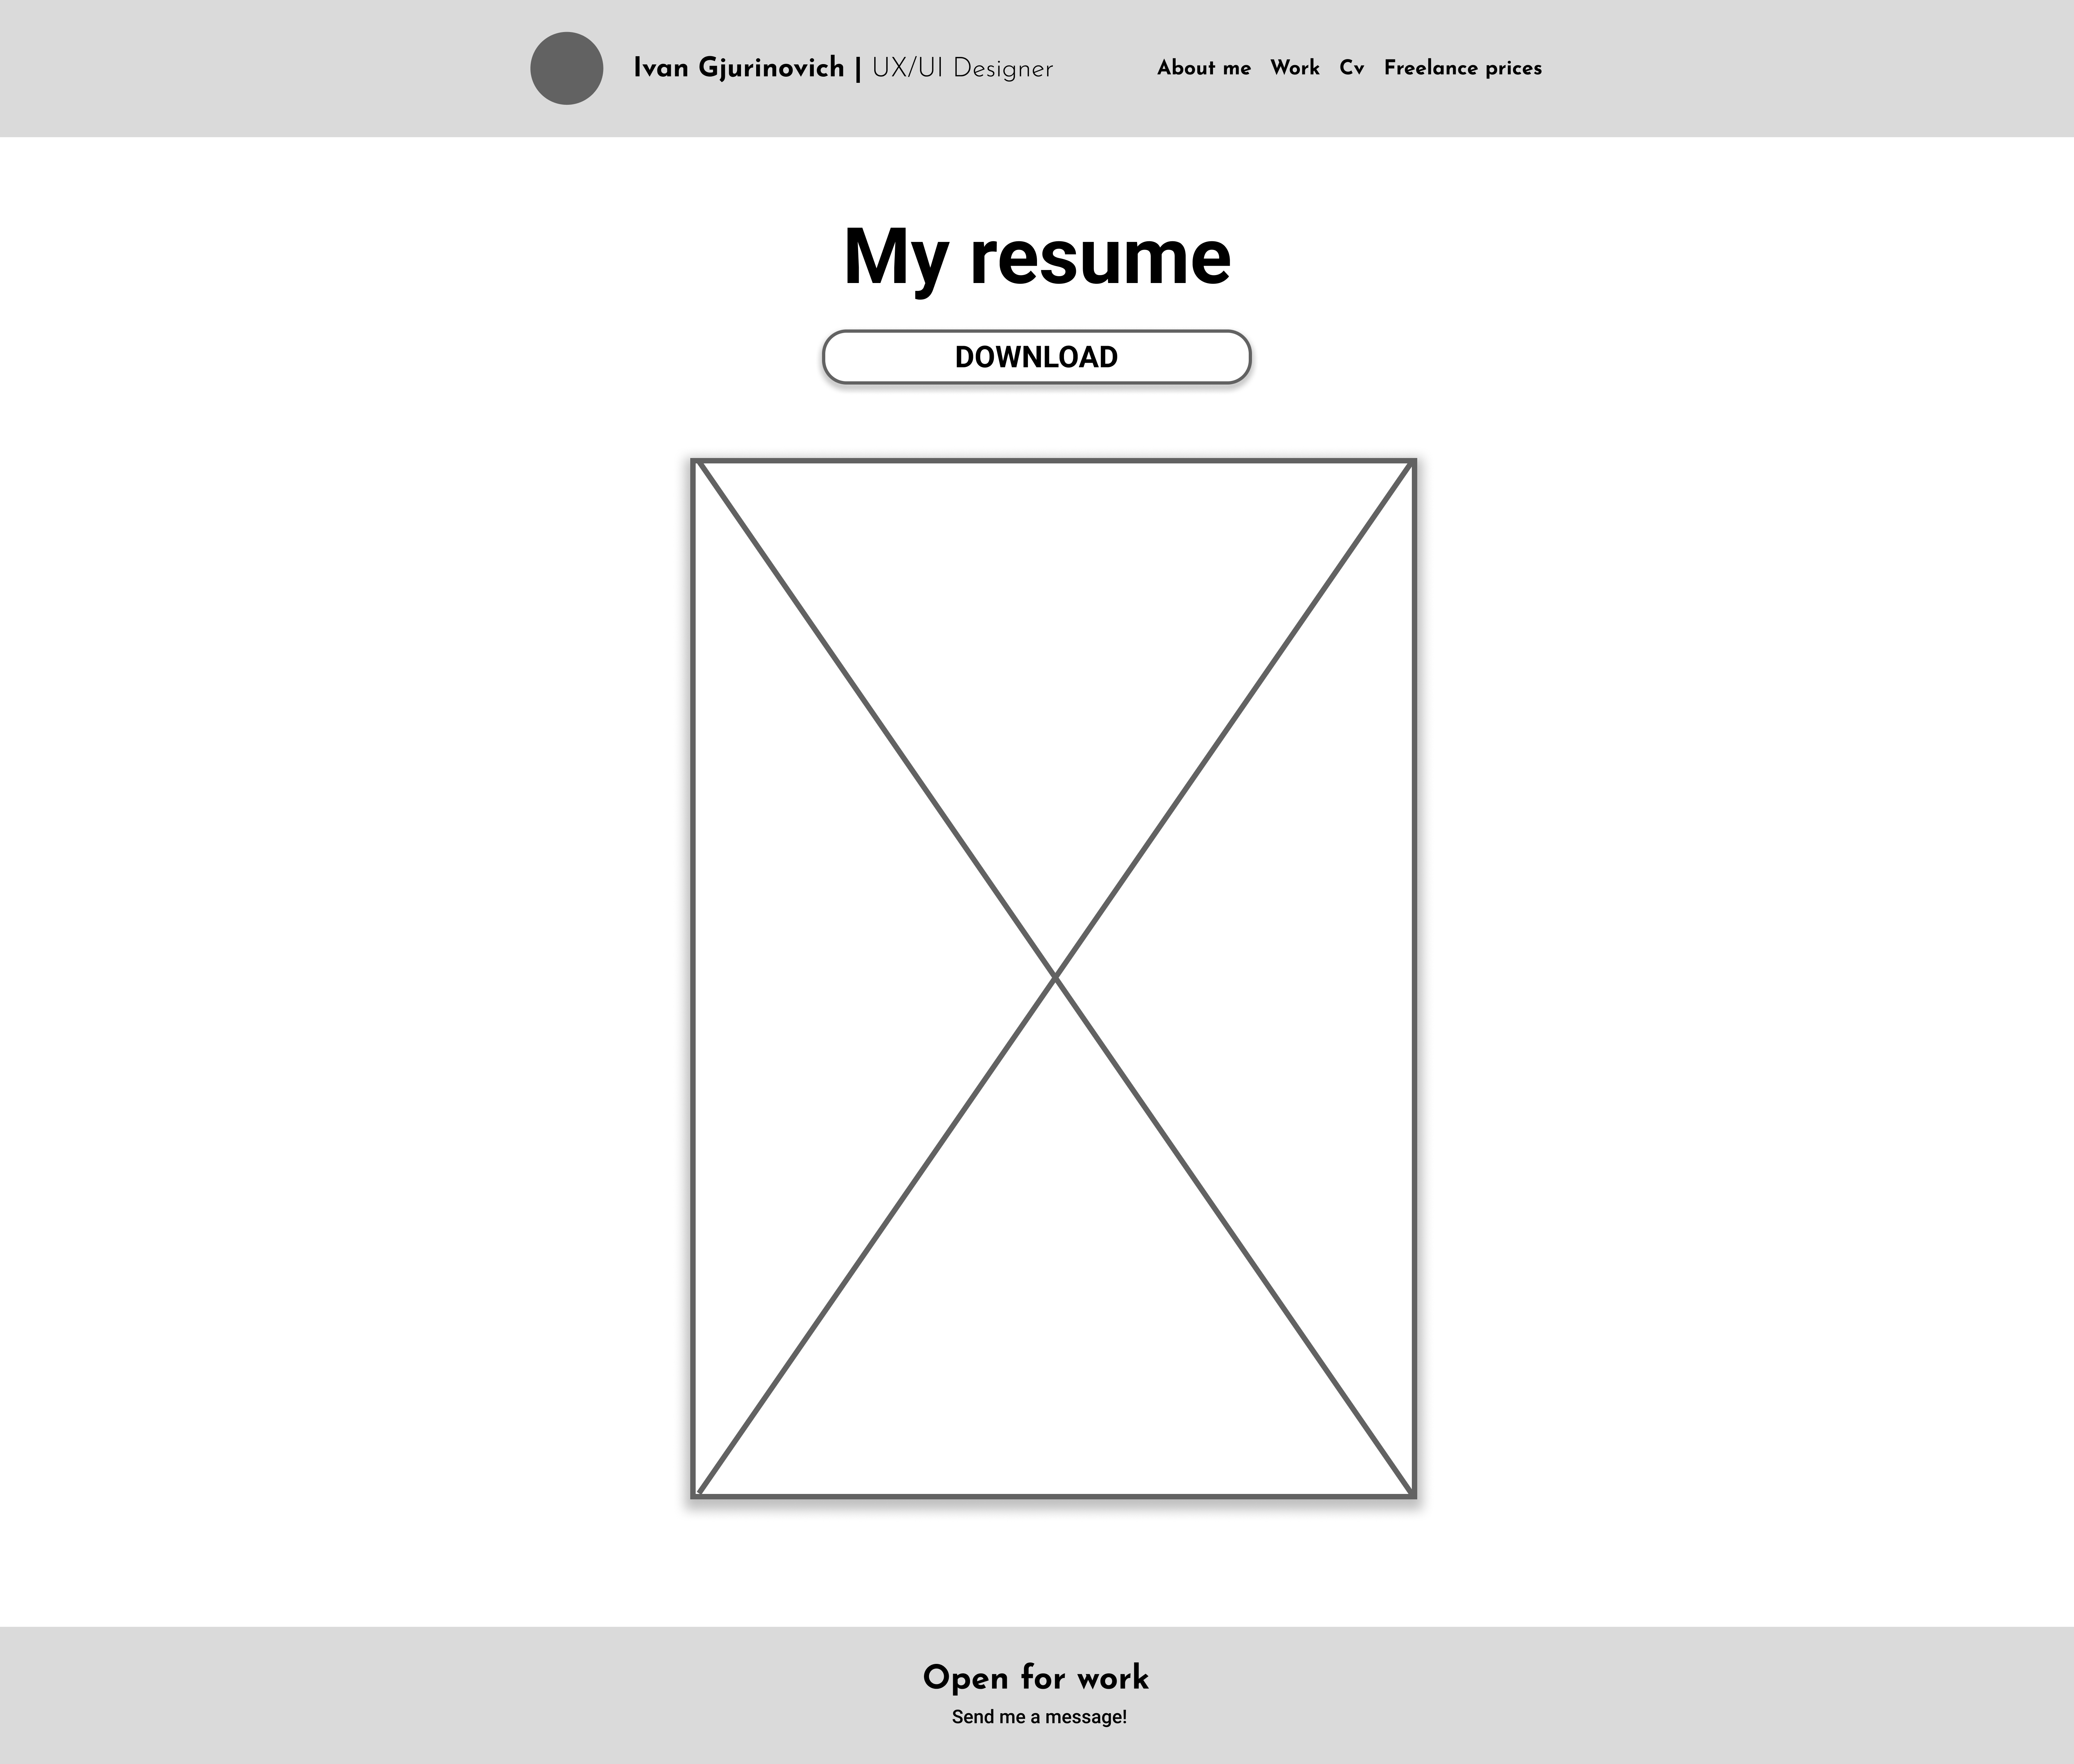 Ivan Gjurinovich | UX/UI Designer
About me Work Cv Freelance prices
My resume
DOWNLOAD
Open for work
Send me a message!